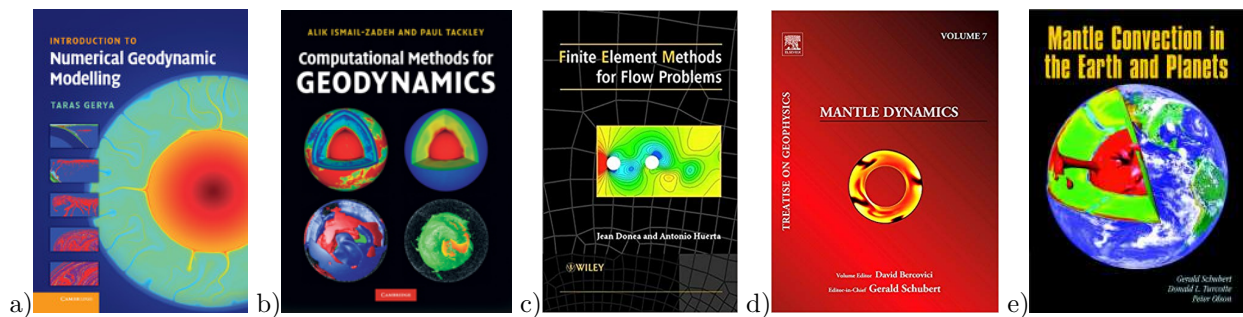 a)
INTRODUCTION TO
Numerical Geodynamic
Modelling
TARAS GERYA
CAMBRIDGE
b)
ALIK ISMAIL-ZADEH AND PAUL TACKLEY
Computational Methods for
GEODYNAMICS
CAMBRIDGE
c)
Finite Element Methods
for Flow Problems
Jean Donea and Antonio Huerta
WILEY
d)
ELSEVIER
VOLUME 7
TREATISE ON GEOPHYSICS
MANTLE DYNAMICS
Volume Editor David Bercovici
Editor-in-Chief Gerald Schubert
e)
Mantle Convection in
the Earth and Planets
Gerald Schubert
Donald L. Turcotte
Peter Olson